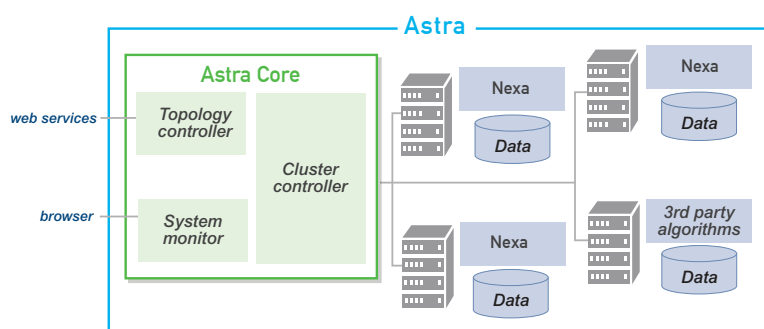 Astra
Astra Core
web services
Topology
controller
Cluster
controller
browser
System
monitor
Nexa
Data
Nexa
Data
Nexa
Data
3rd party
algorithms
Data